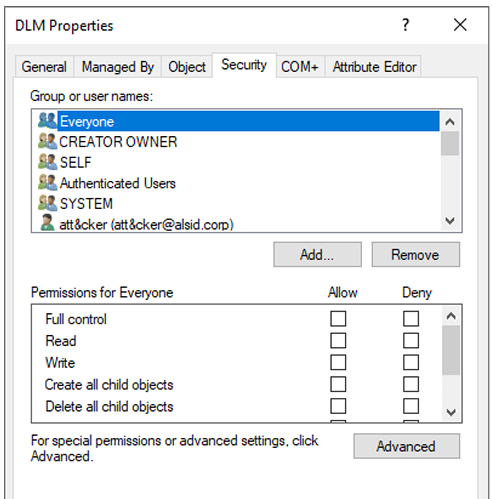 DLM Properties
?
General Managed By Object Security COM+ Attribute Editor
Group or user names:
Everyone
CREATOR OWNER
SELF
Authenticated Users
SYSTEM
att&cker (att&cker@alsid.corp)
Add... Remove
Permissions for Everyone Allow Deny
Full control
Read
Write
Create all child objects
Delete all child objects
For special permissions or advanced settings, click
Advanced.
Advanced